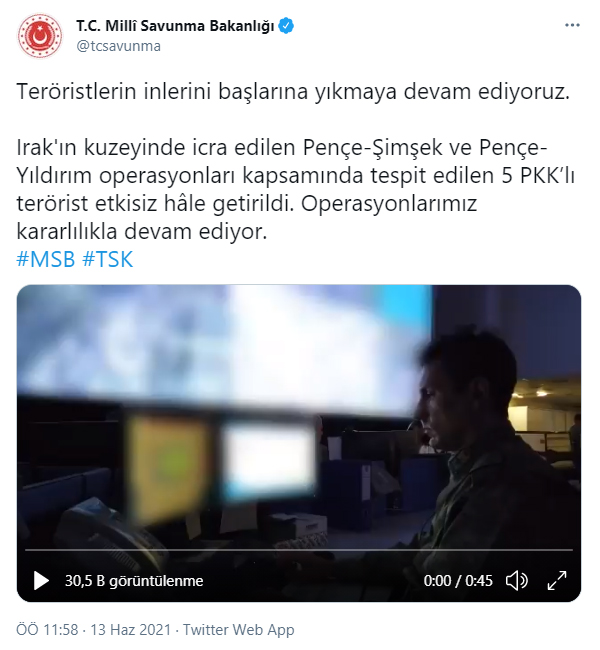 T.C. Millî Savunma Bakanlığı
@tcsavunma
Teröristlerin inlerini başlarına yıkmaya devam ediyoruz.
Irak'ın kuzeyinde icra edilen Pençe-Şimşek ve Pençe-
Yıldırım operasyonları kapsamında tespit edilen 5 PKK’lı
terörist etkisiz hâle getirildi. Operasyonlarımız
kararlılıkla devam ediyor.
#MSB #TSK
30,5 B görüntülenme
0:00 / 0:45
ÖÖ 11:58 · 13 Haz 2021 · Twitter Web App